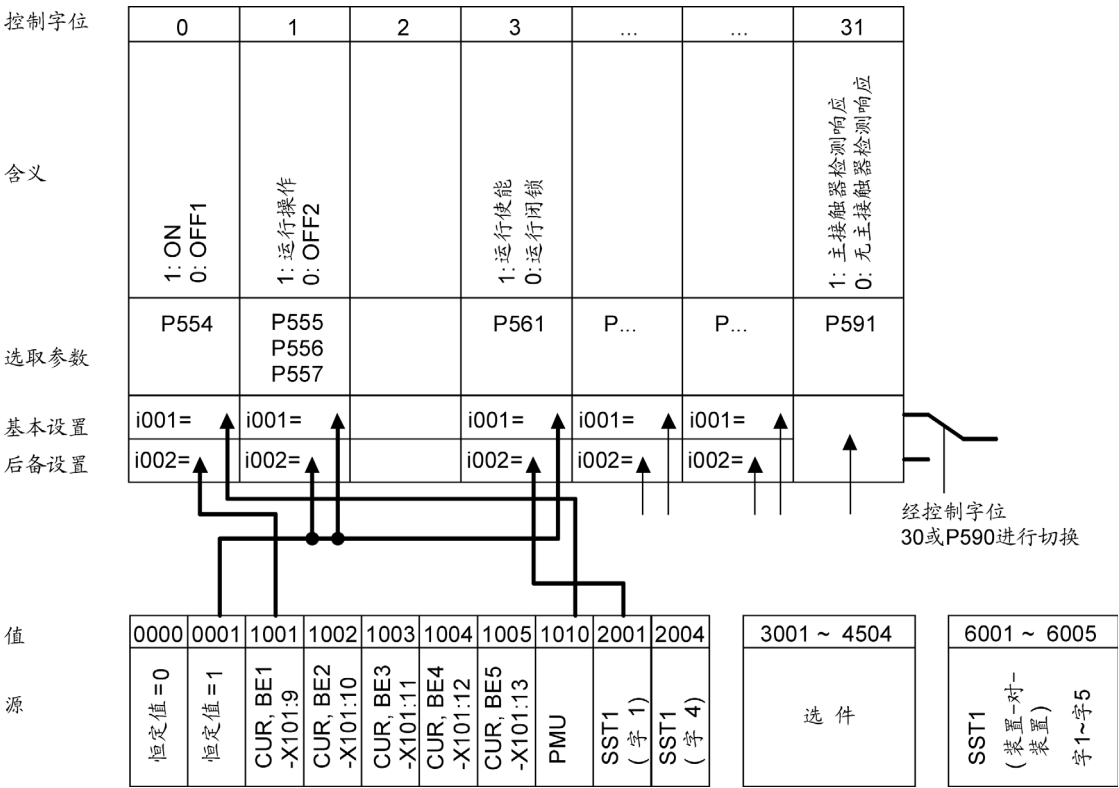 控制字位 0 1 2 3 ... ... 31
含义
1: ON
0: OFF1
1: 运行操作
0: OFF2
1: 运行使能
0: 运行闭锁
1: 主接触器检测响应
0: 无主接触器检测响应
选取参数
P554
P555
P556
P557
P561
P...
P...
P591
基本设置 i001= i001= i001= i001= i001=
后备设置 i002= i002= i002= i002= i002=
经控制字位
30或P590进行切换
值 0000 0001 1001 1002 1003 1004 1005 1010 2001 2004 3001 ~ 4504 6001 ~ 6005
源
恒定值=0
恒定值=1
CUR, BE1
-X101:9
CUR, BE2
-X101:10
CUR, BE3
-X101:11
CUR, BE4
-X101:12
CUR, BE5
-X101:13
PMU
SST1
(字 1)
SST1
(字 4)
选 件
SST1
(装置-对-
装置)
字1~字5